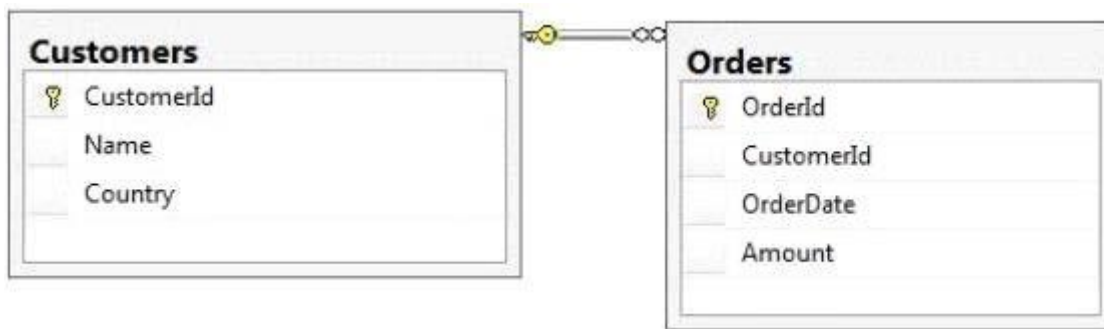 Customers
CustomerId
Name
Country
Orders
OrderId
CustomerId
OrderDate
Amount